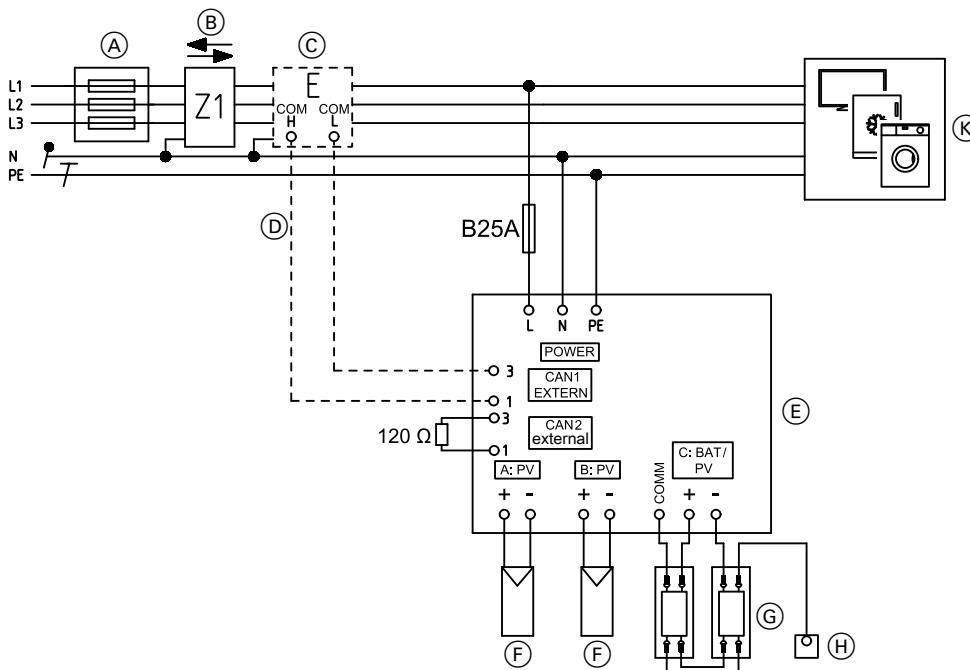 B
A
C
L1
L2
L3
N
PE
Z1
E
COM
H
COM
L
K
D
B25A
L
N
PE
POWER
3
CAN1
EXTERN
1
3
CAN2
external
1
120 Ω
E
A: PV
B: PV
COMM
C: BAT/
PV
+ -
+ -
+ -
G
H
F
F